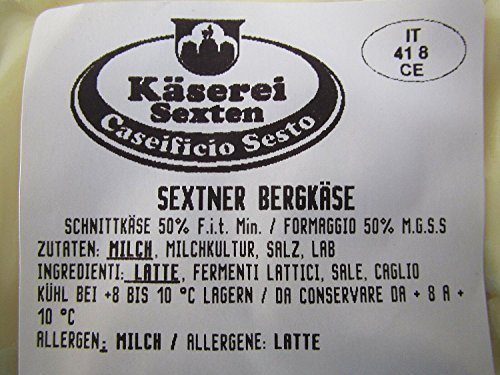 IT
41 8
CE
Käserei
Sexten
Caseificio Sesto
SEXTNER BERGKÄSE
SCHNITTKÄSE 50% F.i.t. Min. / FORMAGGIO 50% M.G.S.S
ZUTATEN: MILCH, MILCHKULTUR, SALZ, LAB
INGREDIENTI: LATTE, FERMENTI LATTICI, SALE, CAGLIO
KÜHL BEI +8 BIS 10 °C LAGERN / DA CONSERVARE DA + 8 A +
10 °C
ALLERGEN: MILCH / ALLERGENE: LATTE